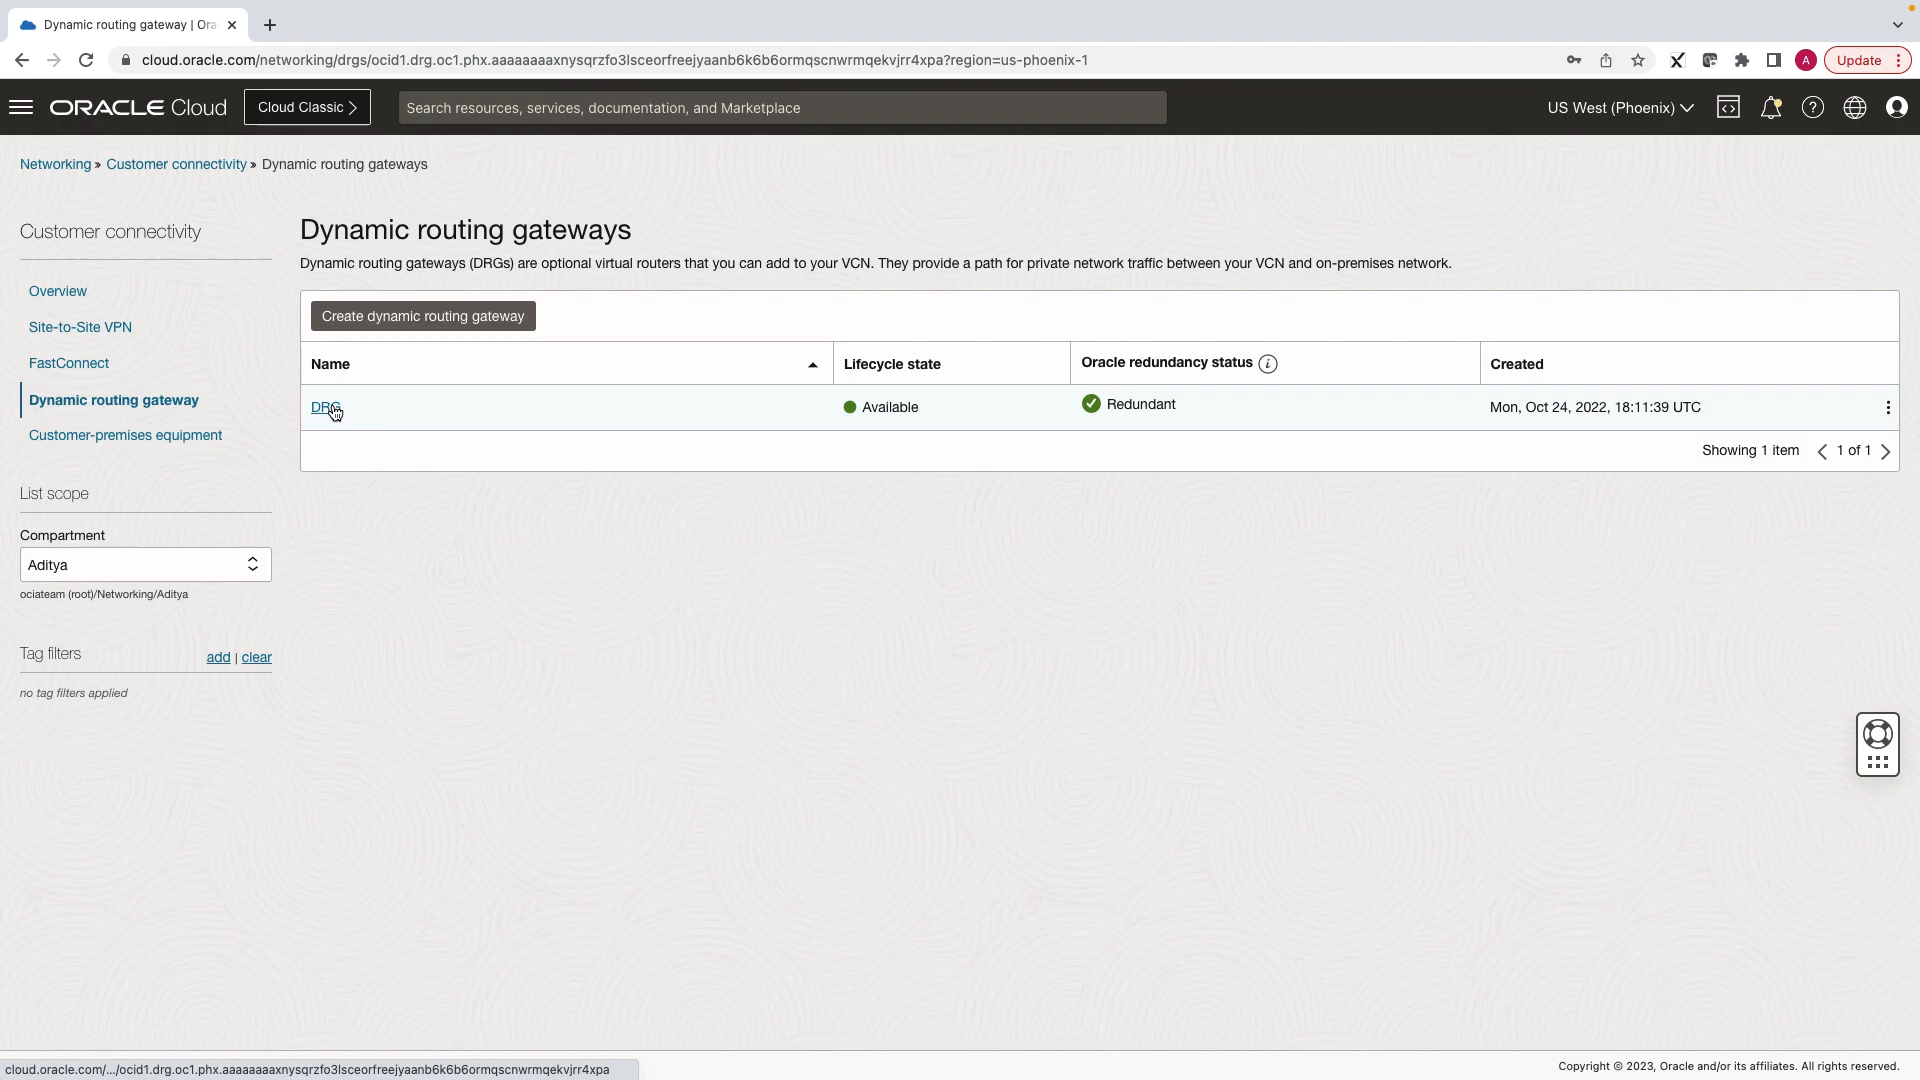 Dynamic routing gateway | Ora
cloud.oracle.com/networking/drgs/ocid1.drg.oc1.phx.aaaaaaaaxnysqrzfo3lsceorfreejyaanb6k6b6ormqscnwrmqekvjrr4xpa?region=us-phoenix-1
A
Update
ORACLE Cloud
Cloud Classic
Search resources, services, documentation, and Marketplace
US West (Phoenix)
Networking » Customer connectivity » Dynamic routing gateways
Customer connectivity
Overview
Site-to-Site VPN
FastConnect
Dynamic routing gateway
Customer-premises equipment
List scope
Compartment
Aditya
ociateam (root)/Networking/Aditya
Tag filters
add | clear
no tag filters applied
Dynamic routing gateways
Dynamic routing gateways (DRGs) are optional virtual routers that you can add to your VCN. They provide a path for private network traffic between your VCN and on-premises network.
Create dynamic routing gateway
Name Lifecycle state Oracle redundancy status i Created
DRG Available Redundant Mon, Oct 24, 2022, 18:11:39 UTC
Showing 1 item 1 of 1
cloud.oracle.com/.../ocid1.drg.oc1.phx.aaaaaaaaxnysqrzfo3lsceorfreejyaanb6k6b6ormqscnwrmqekvjrr4xpa
Copyright © 2023, Oracle and/or its affiliates. All rights reserved.